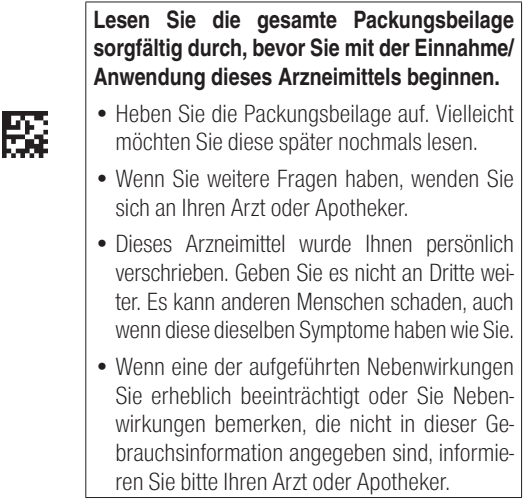 Lesen Sie die gesamte Packungsbeilage
sorgfältig durch, bevor Sie mit der Einnahme/
Anwendung dieses Arzneimittels beginnen.
• Heben Sie die Packungsbeilage auf. Vielleicht
möchten Sie diese später nochmals lesen.
• Wenn Sie weitere Fragen haben, wenden Sie
sich an Ihren Arzt oder Apotheker.
• Dieses Arzneimittel wurde Ihnen persönlich
verschrieben. Geben Sie es nicht an Dritte wei-
ter. Es kann anderen Menschen schaden, auch
wenn diese dieselben Symptome haben wie Sie.
• Wenn eine der aufgeführten Nebenwirkungen
Sie erheblich beeinträchtigt oder Sie Neben-
wirkungen bemerken, die nicht in dieser Ge-
brauchsinformation angegeben sind, informie-
ren Sie bitte Ihren Arzt oder Apotheker.